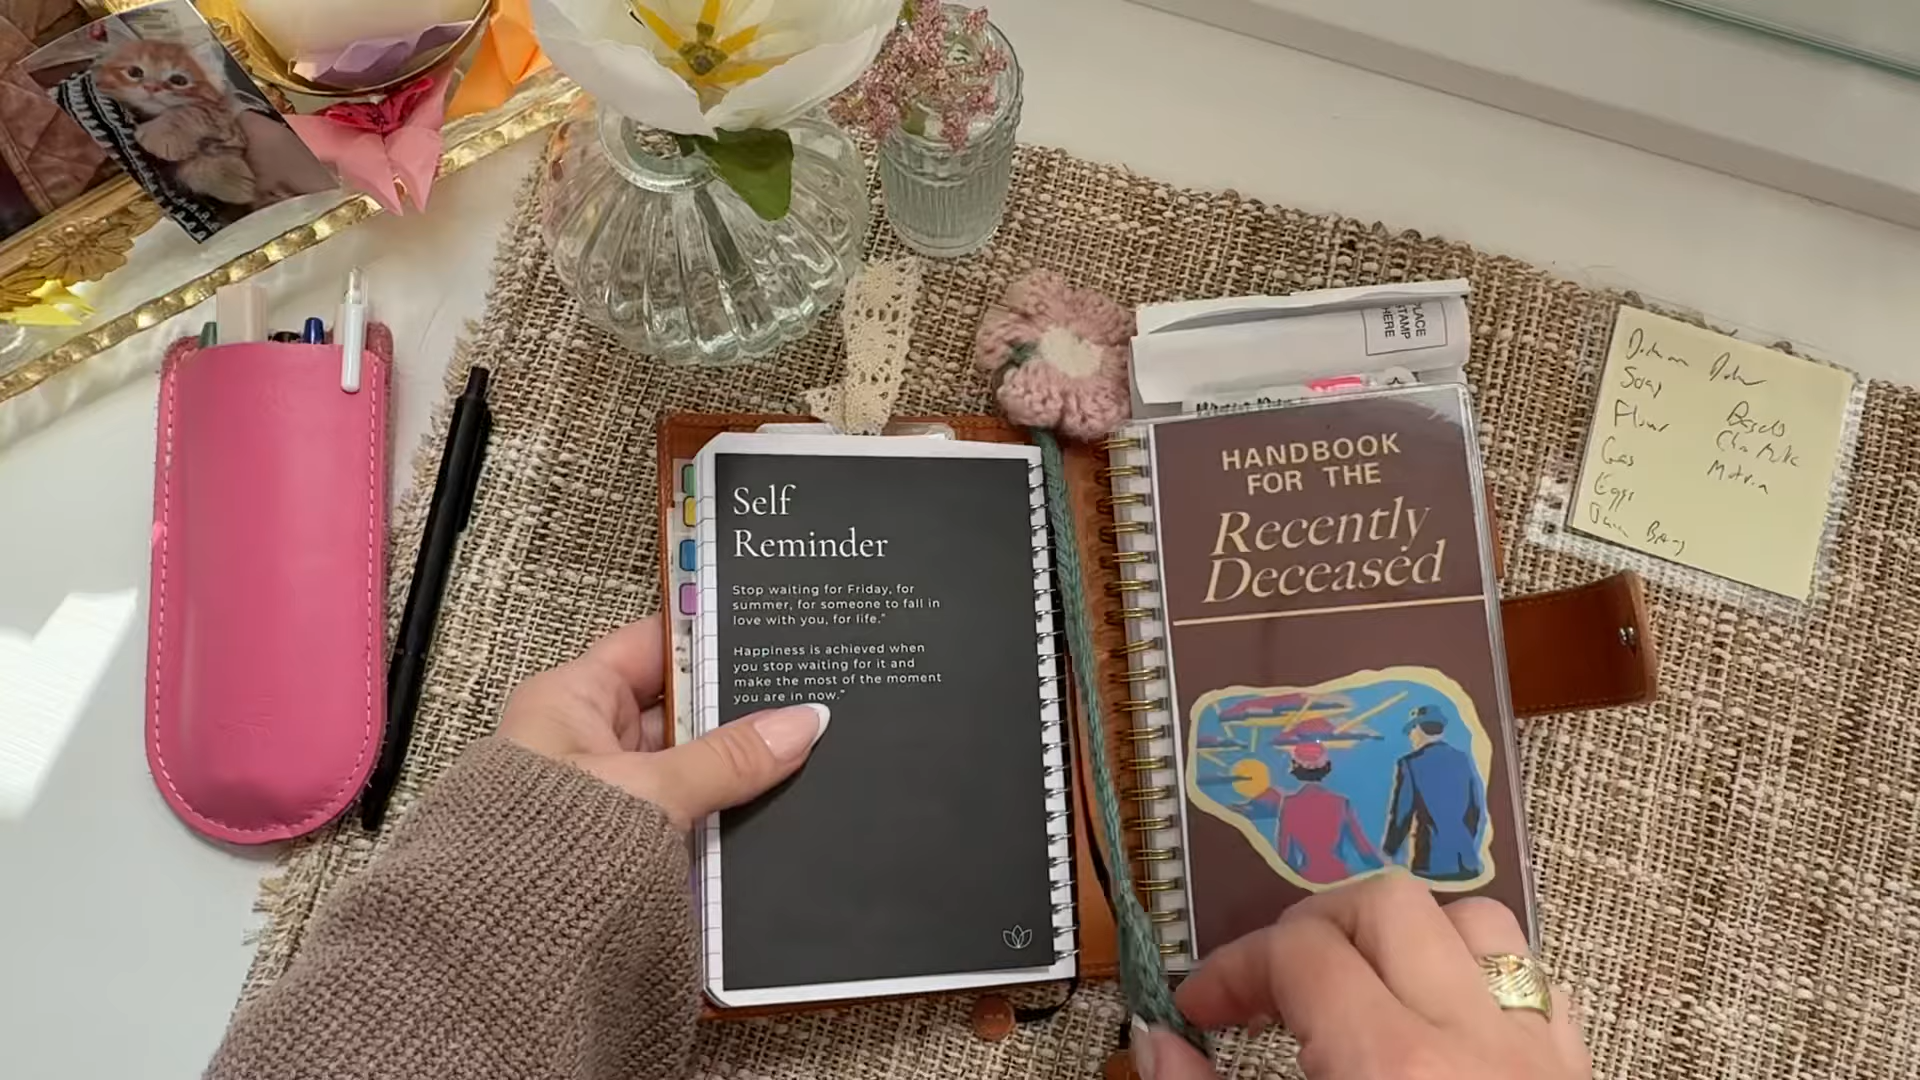 Self
Reminder
Stop waiting for Friday, for
summer, for someone to fall in
love with you, for life."
Happiness is achieved when
you stop waiting for it and
make the most of the moment
you are in now."
PLACE
STAMP
HERE
HANDBOOK
FOR THE
Recently
Deceased
Soap
Flour
Gas
Eggs